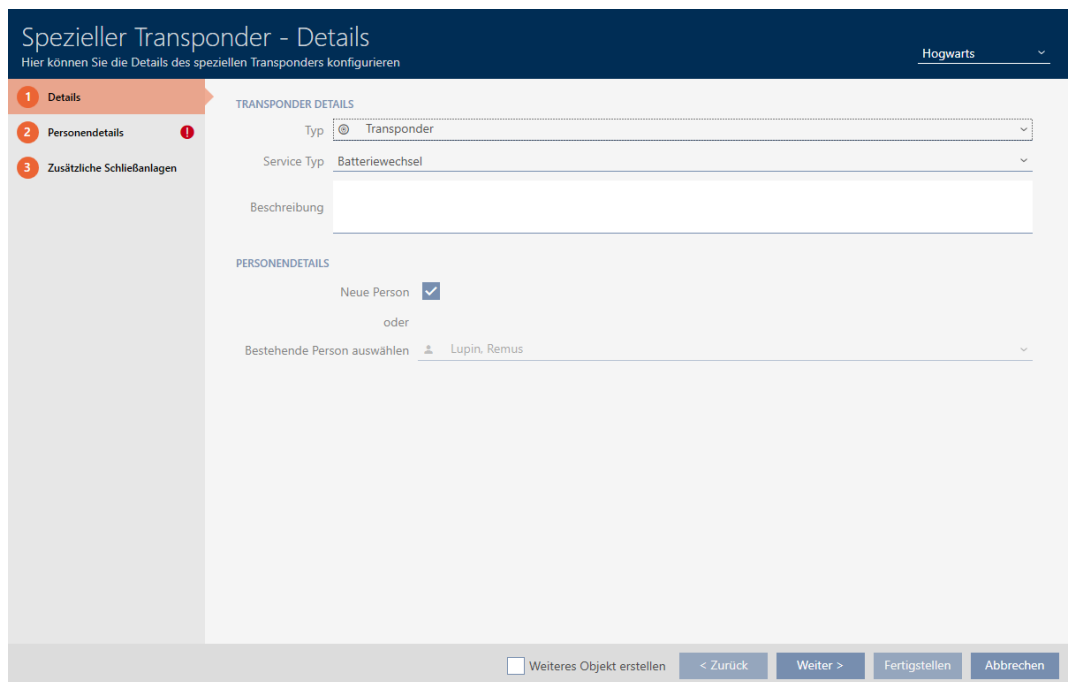 Spezieller Transponder - Details
Hier können Sie die Details des speziellen Transponders konfigurieren
Hogwarts
1 Details
2 Personendetails !
3 Zusätzliche Schließanlagen
TRANSPONDER DETAILS
Typ Transponder
Service Typ Batteriewechsel
Beschreibung
PERSONENDETAILS
Neue Person
oder
Bestehende Person auswählen Lupin, Remus
Weiteres Objekt erstellen < Zurück Weiter > Fertigstellen Abbrechen